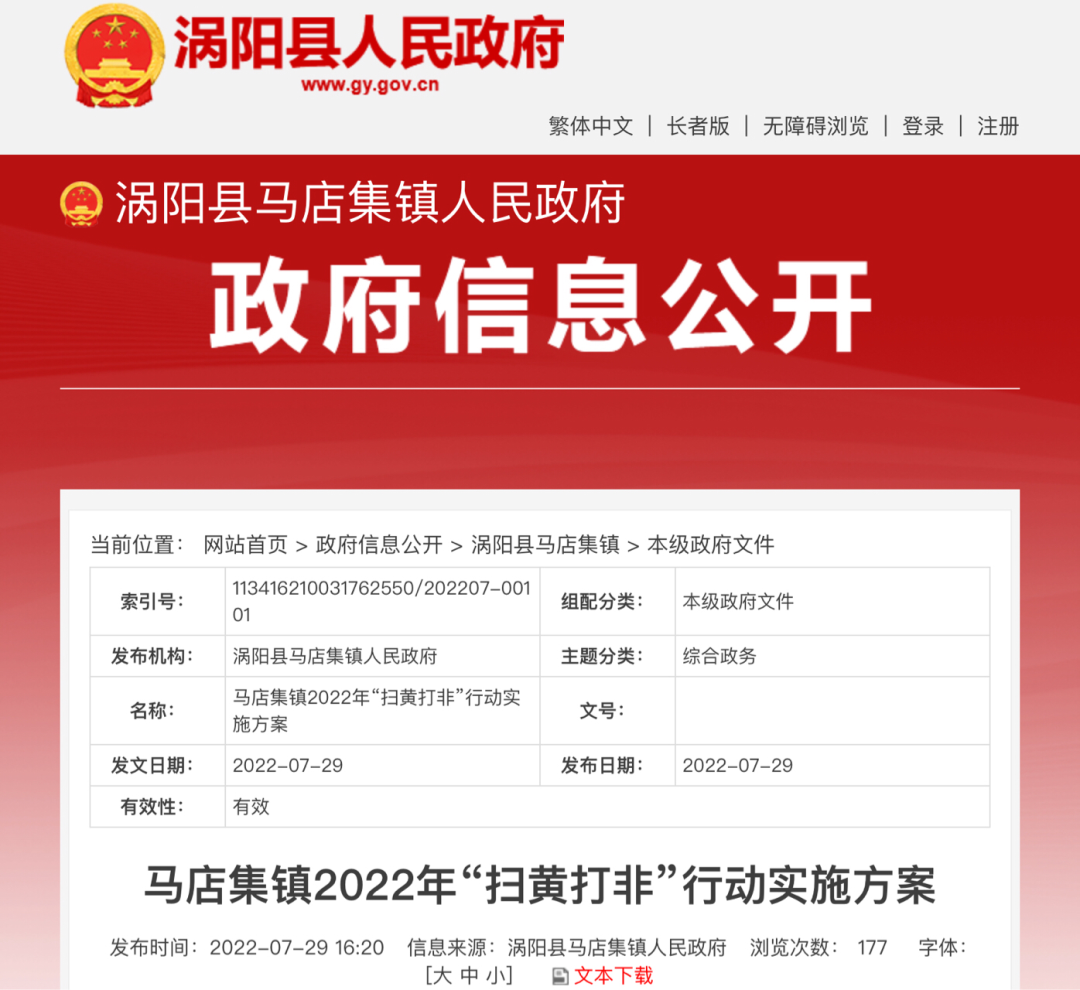 涡阳县人民政府
www.gy.gov.cn
繁体中文 | 长者版 | 无障碍浏览 | 登录 | 注册
涡阳县马店集镇人民政府
政府信息公开
当前位置： 网站首页 > 政府信息公开 > 涡阳县马店集镇 > 本级政府文件
索引号： 113416210031762550/202207-001 组配分类： 本级政府文件
01
发布机构： 涡阳县马店集镇人民政府 主题分类： 综合政务
名称： 马店集镇2022年“扫黄打非”行动实 文号：
施方案
发文日期： 2022-07-29 发布日期： 2022-07-29
有效性： 有效
马店集镇2022年“扫黄打非”行动实施方案
发布时间：2022-07-29 16:20 信息来源：涡阳县马店集镇人民政府 浏览次数： 177 字体：
[大 中 小] 文本下载